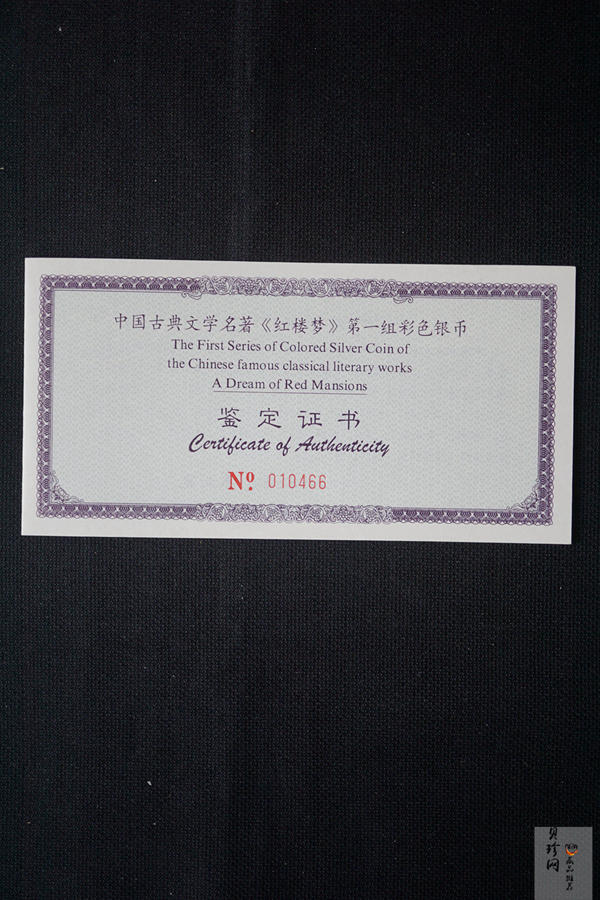 中国古典文学名著《红楼梦》第一组彩色银币
The First Series of Colored Silver Coin of
the Chinese famous classical literary works
A Dream of Red Mansions
鉴定证书
Certificate of Authenticity
Nº. 010466
贝珍网